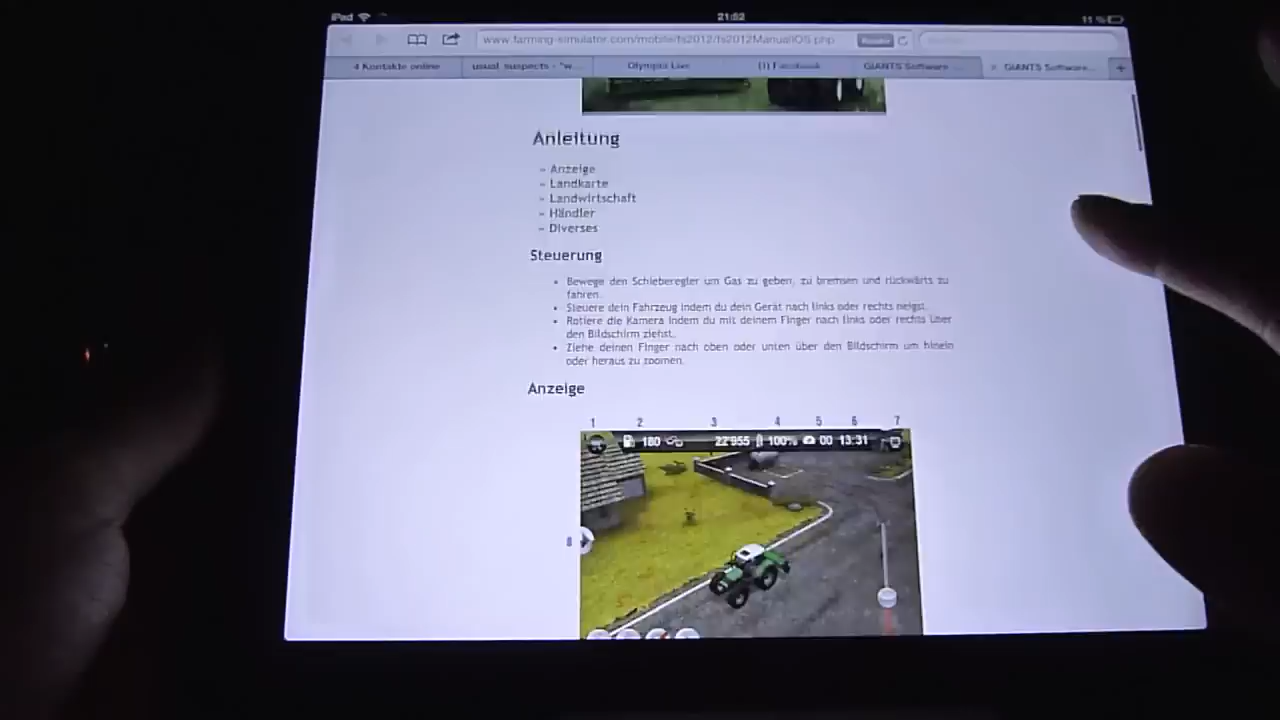 iPad 21:52 11 %
www.farming-simulator.com/mobile/fs2012/fs2012ManualiOS.php Reader
4 Kontakte online usual suspects - "w... Olympia Live (1) Facebook GIANTS Software ... × GIANTS Software... +
Anleitung
» Anzeige
» Landkarte
» Landwirtschaft
» Händler
» Diverses
Steuerung
• Bewege den Schieberegler um Gas zu geben, zu bremsen und rückwärts zu
fahren.
• Steuere dein Fahrzeug indem du dein Gerät nach links oder rechts neigst.
• Rotiere die Kamera indem du mit deinem Finger nach links oder rechts über
den Bildschirm ziehst.
• Ziehe deinen Finger nach oben oder unten über den Bildschirm um hinein
oder heraus zu zoomen.
Anzeige
1 2 3 4 5 6 7
180 22'955 100% 00 13:31
8